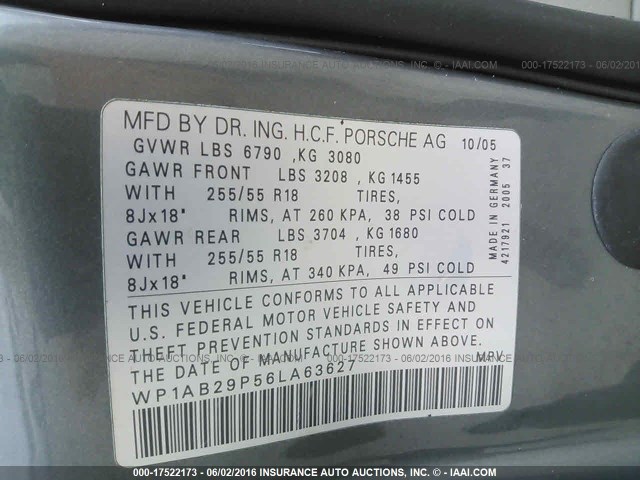 000-17522173 - 06/02/2016
© 2016, Insurance Auto Auctions, Corp. - © IAAI.COM
MFD BY DR. ING. H.C.F. PORSCHE AG 10/05
GVWR LBS 6790 ,KG 3080
GAWR FRONT LBS 3208 , KG 1455
WITH 255/55 R18 TIRES,
8Jx18" RIMS, AT 260 KPA, 38 PSI COLD
GAWR REAR LBS 3704 , KG 1680
WITH 255/55 R18 TIRES,
8Jx18" RIMS, AT 340 KPA, 49 PSI COLD
THIS VEHICLE CONFORMS TO ALL APPLICABLE
U.S. FEDERAL MOTOR VEHICLE SAFETY AND
THEFT PREVENTION STANDARDS IN EFFECT ON
THE DATE OF MANUFACTURE SHOWN ABOVE.
WP1AB29P56LA63627 MPV
MADE IN GERMANY
4217921 2005 37
000-17522173 - 06/02/2016 INSURANCE AUTO AUCTIONS, CORP. - © IAAI.COM